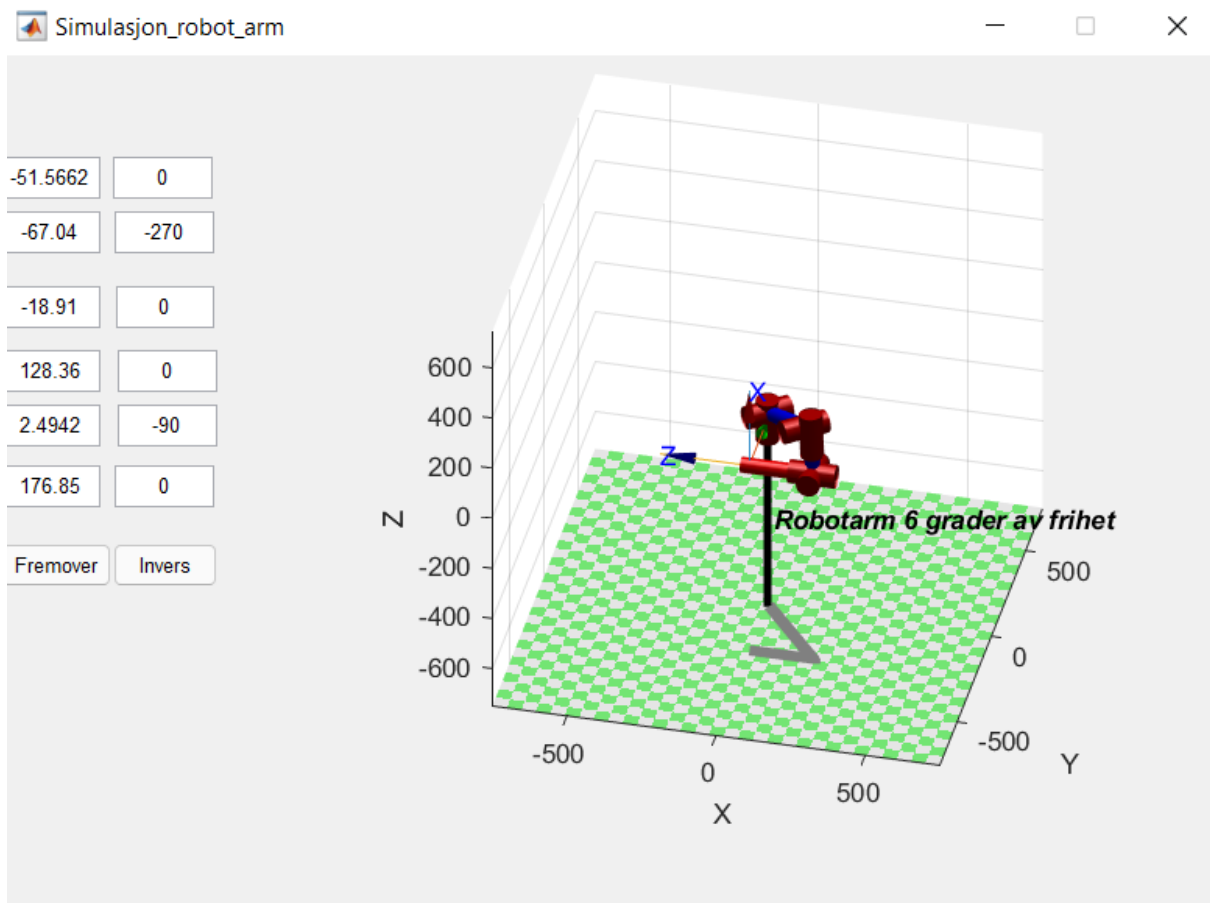 Simulasjon_robot_arm
-51.5662 0
-67.04 -270
-18.91 0
128.36 0
2.4942 -90
176.85 0
Fremover Invers
600
400
200
0
-200
-400
-600
Z
X
Z
Robotarm 6 grader av frihet
500
0
-500
Y
-500
0
500
X